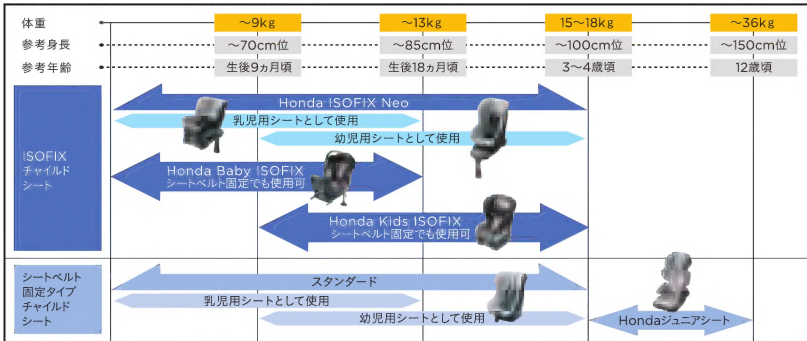 体重 ～9kg ～13kg 15～18kg ～36kg
参考身長 ～70cm位 ～85cm位 ～100cm位 ～150cm位
参考年齢 生後9ヵ月頃 生後18ヵ月頃 3～4歳頃 12歳頃
ISOFIX
チャイルド
シート
Honda ISOFIX Neo
乳児用シートとして使用
幼児用シートとして使用
Honda Baby ISOFIX
シートベルト固定でも使用可
Honda Kids ISOFIX
シートベルト固定でも使用可
シートベルト
固定タイプ
チャイルド
シート
スタンダード
乳児用シートとして使用
幼児用シートとして使用
Hondaジュニアシート